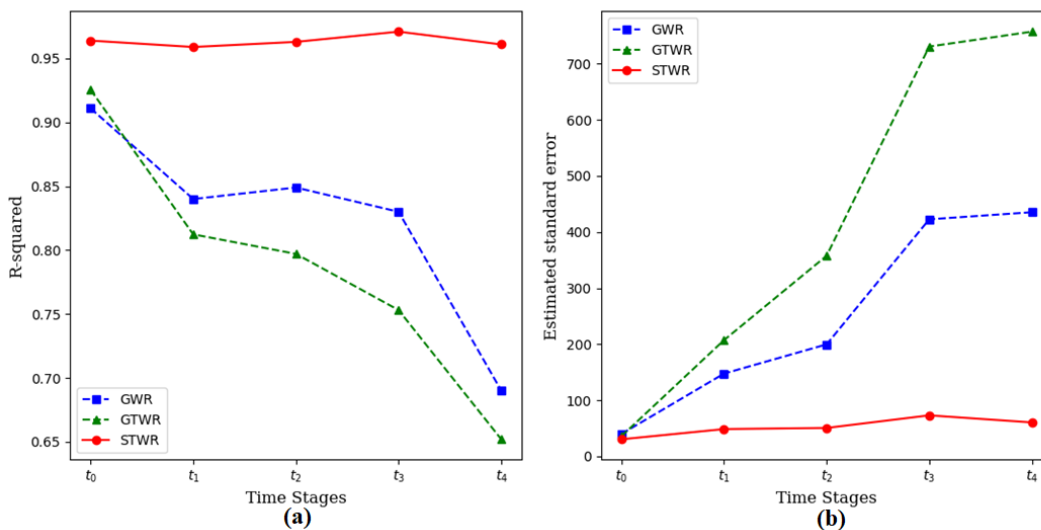 0.95
0.90
0.85
0.80
0.75
0.70
0.65
R-squared
GWR
GTWR
STWR
t0 t1 t2 t3 t4
Time Stages
(a)
700
600
500
400
300
200
100
0
Estimated standard error
GWR
GTWR
STWR
t0 t1 t2 t3 t4
Time Stages
(b)